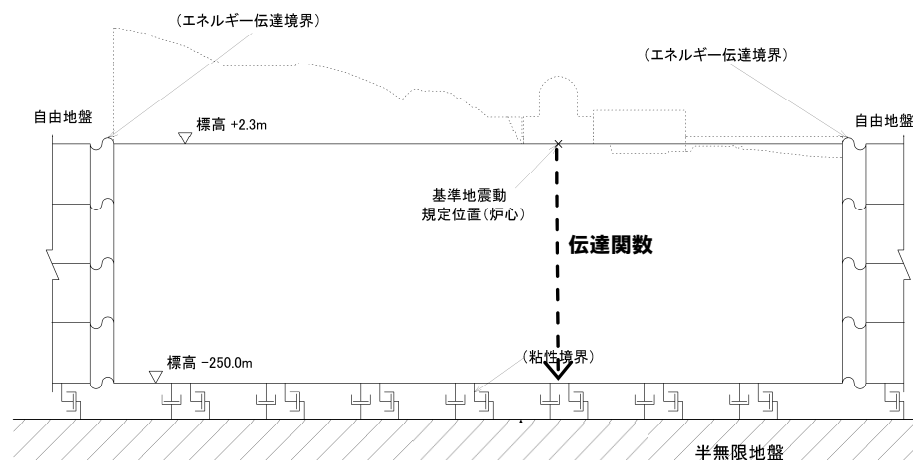 (エネルギー伝達境界)
(エネルギー伝達境界)
自由地盤
標高 +2.3m
自由地盤
基準地震動
規定位置(炉心)
伝達関数
標高 -250.0m
(粘性境界)
半無限地盤